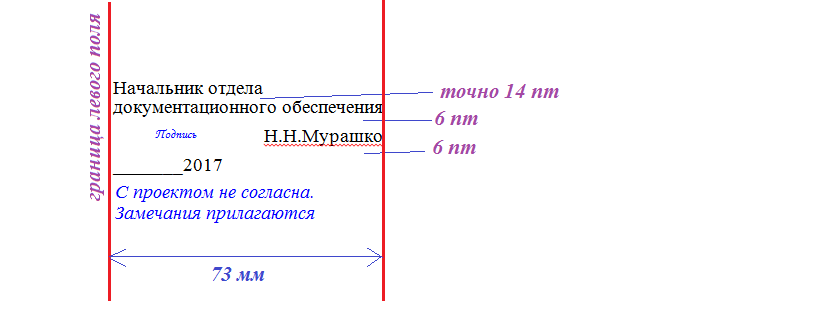 граница левого поля
Начальник отдела
точно 14 пт
документационного обеспечения
6 пт
Подпись
Н.Н.Мурашко
6 пт
_______2017
С проектом не согласна.
Замечания прилагаются
73 мм